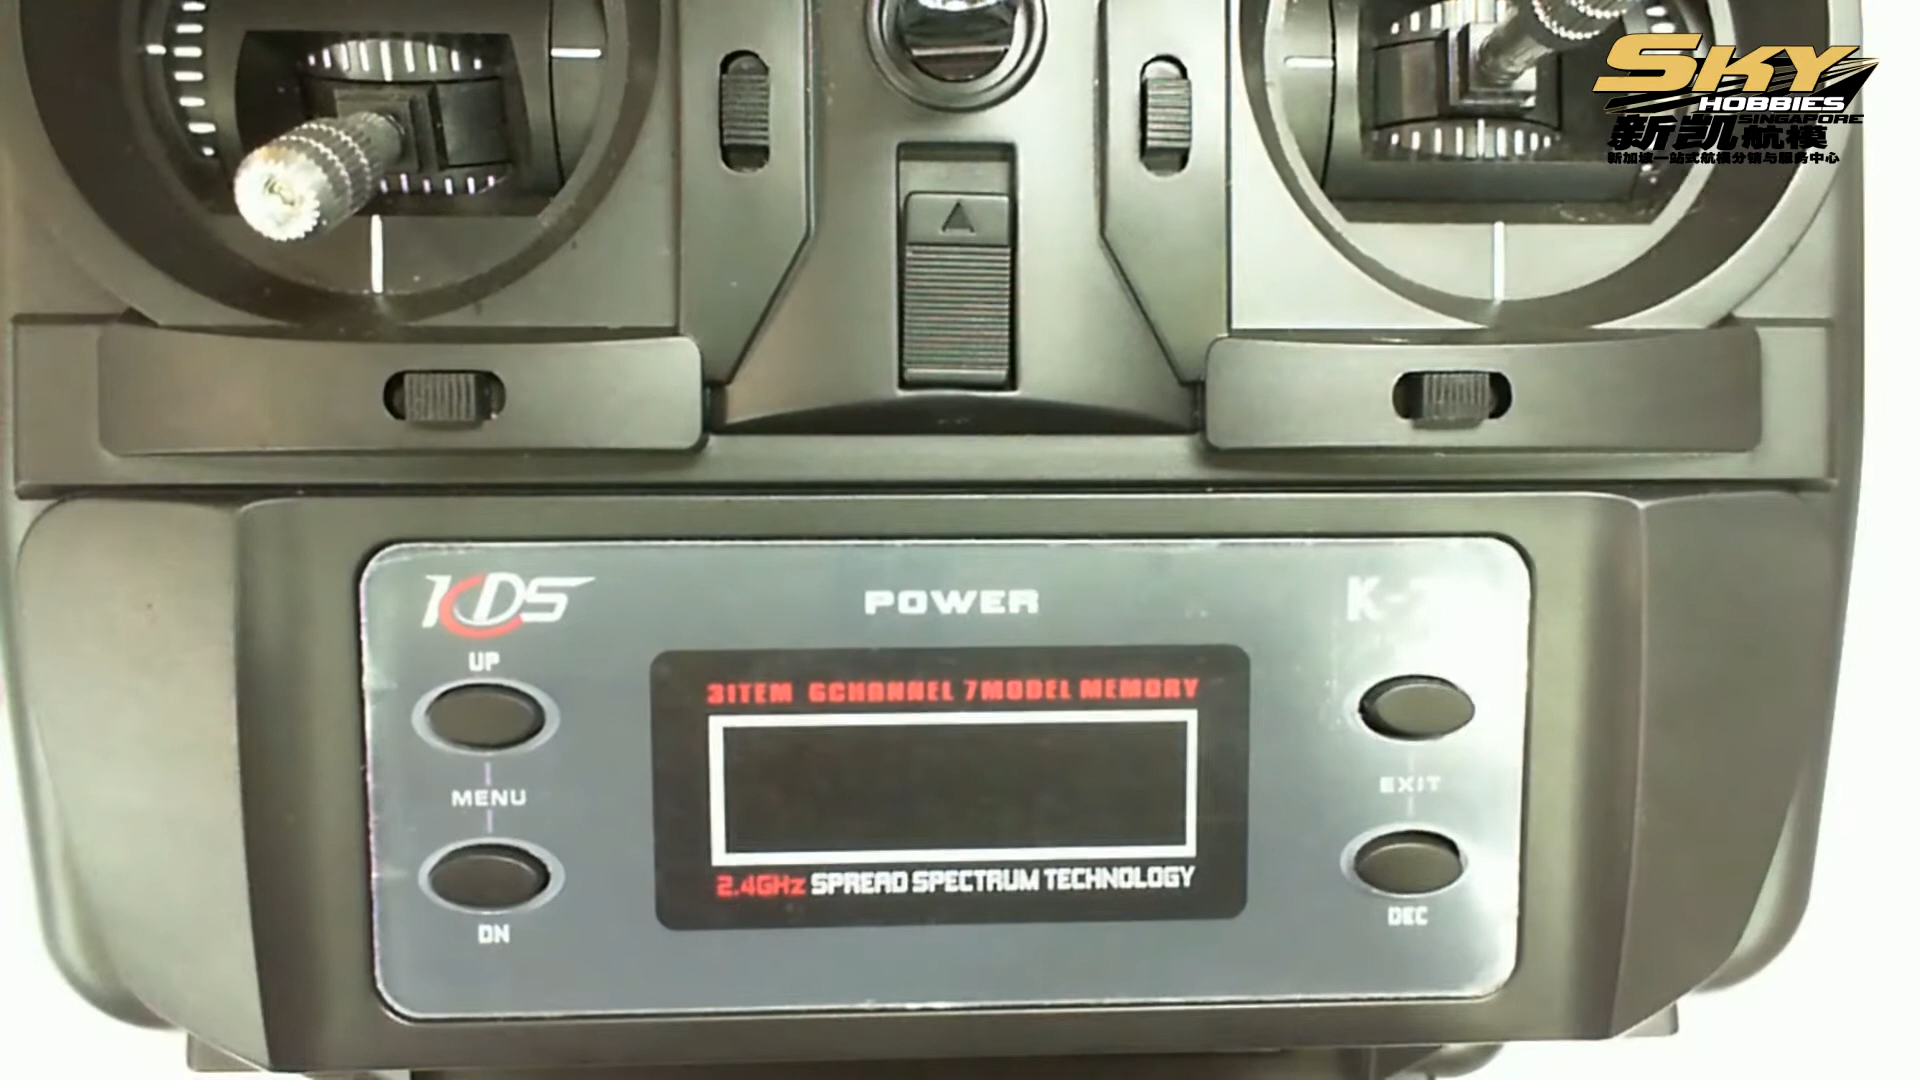 SKY
HOBBIES
SINGAPORE
新凯航模
新加坡一站式航模分销与服务中心
KDS
POWER
UP
3ITEM 6CHANNEL 7MODEL MEMORY
MENU
EXIT
2.4GHz SPREAD SPECTRUM TECHNOLOGY
DEC
DN